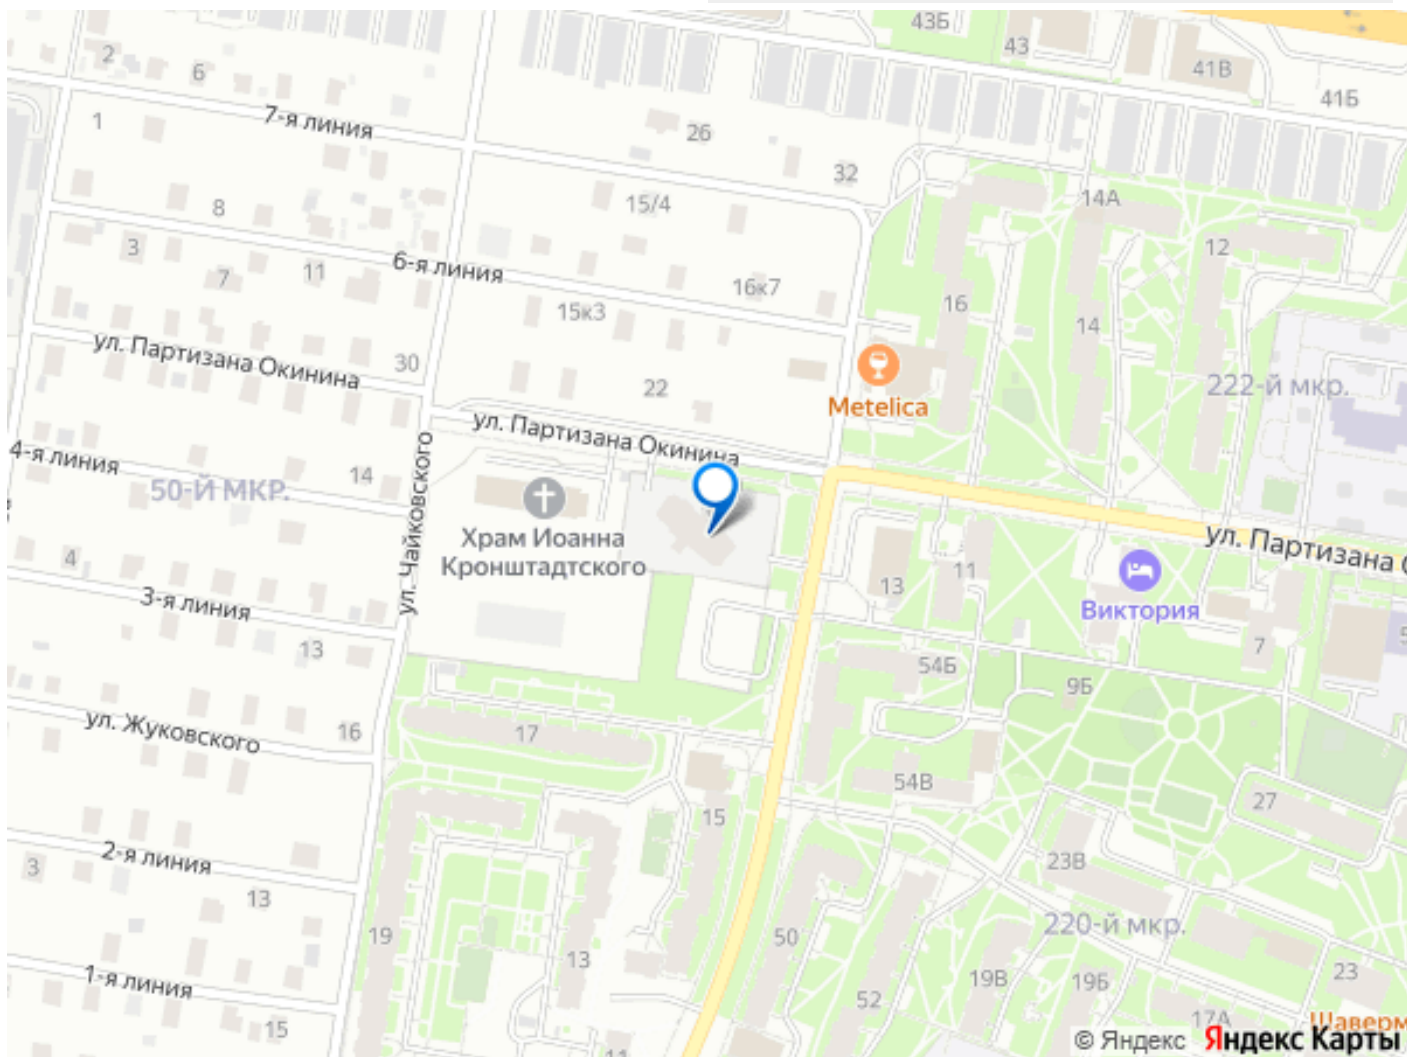 43Б
43
2
6
41В
41Б
1
7-я линия
26
32
8
15/4
14А
3
7
11
6-я линия
12
16к7
15к3
16
14
ул. Партизана Окинина
30
22
Metelica
222-й мкр.
ул. Партизана Окинина
4-я линия
14
50-Й МКР.
ул. Чайковского
Храм Иоанна
Кронштадтского
ул. Партизана О
4
13
11
Виктория
3-я линия
13
7
5
54Б
9Б
ул. Жуковского
16
17
54В
27
15
2-я линия
3
23В
13
19
220-й мкр.
50
13
1-я линия
52
19В
19Б
23
15
17А
Шаверм
11
© Яндекс Яндекс Карты